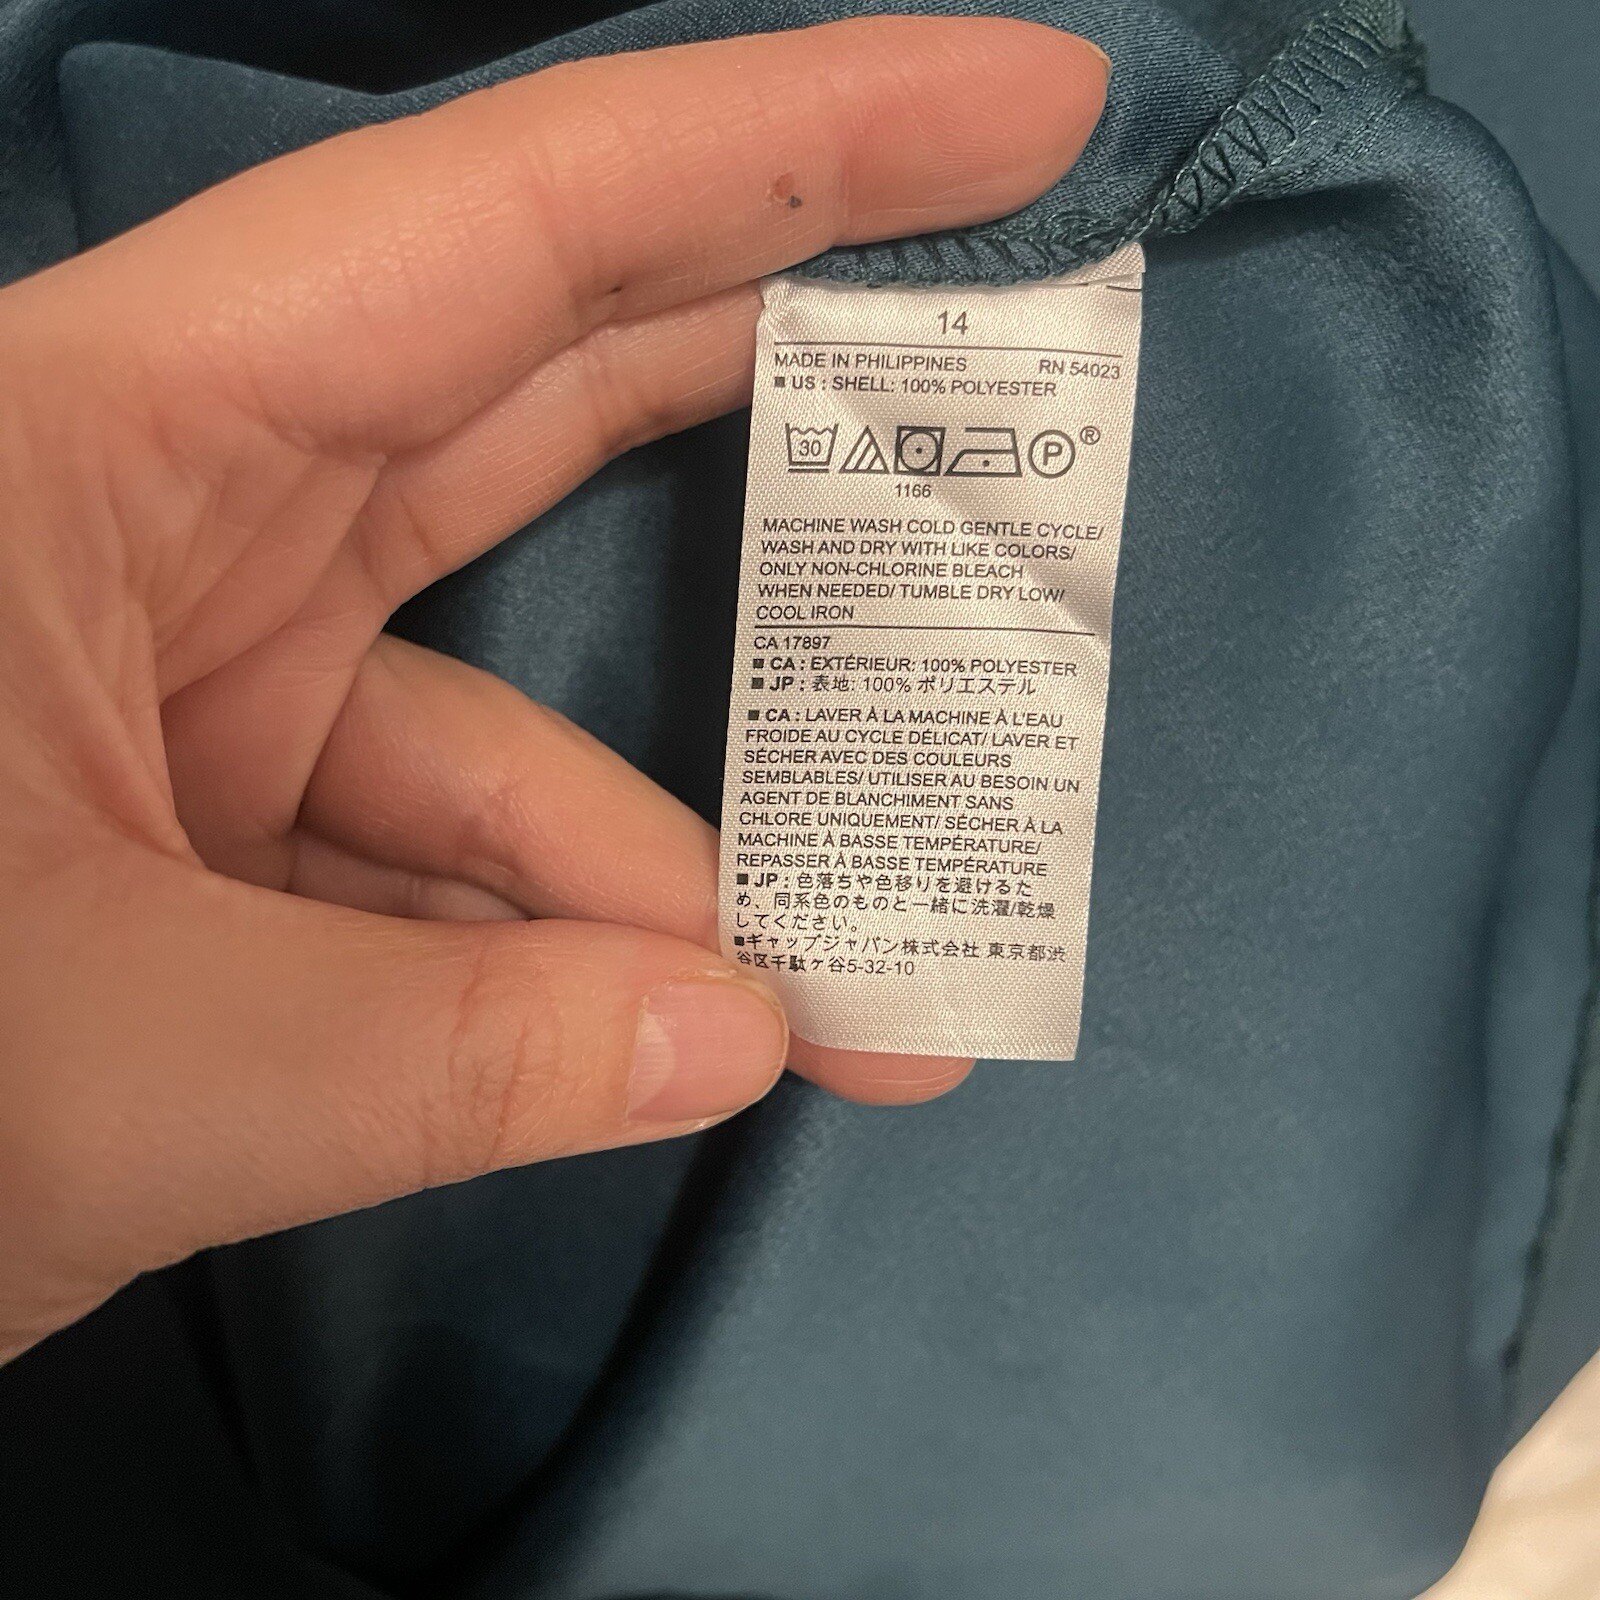 14
MADE IN PHILIPPINES RN 54023
■ US : SHELL: 100% POLYESTER
30 P ®
1166
MACHINE WASH COLD GENTLE CYCLE/
WASH AND DRY WITH LIKE COLORS/
ONLY NON-CHLORINE BLEACH
WHEN NEEDED/ TUMBLE DRY LOW/
COOL IRON
CA 17897
■ CA : EXTÉRIEUR: 100% POLYESTER
■ JP : 表地: 100% ポリエステル
■ CA : LAVER À LA MACHINE À L'EAU
FROIDE AU CYCLE DÉLICAT/ LAVER ET
SÉCHER AVEC DES COULEURS
SEMBLABLES/ UTILISER AU BESOIN UN
AGENT DE BLANCHIMENT SANS
CHLORE UNIQUEMENT/ SÉCHER À LA
MACHINE À BASSE TEMPÉRATURE/
REPASSER À BASSE TEMPÉRATURE
■ JP : 色落ちや色移りを避けるた
め、同系色のものと一緒に洗濯/乾燥
してください。
■ギャップジャパン株式会社 東京都渋
谷区千駄ケ谷5-32-10